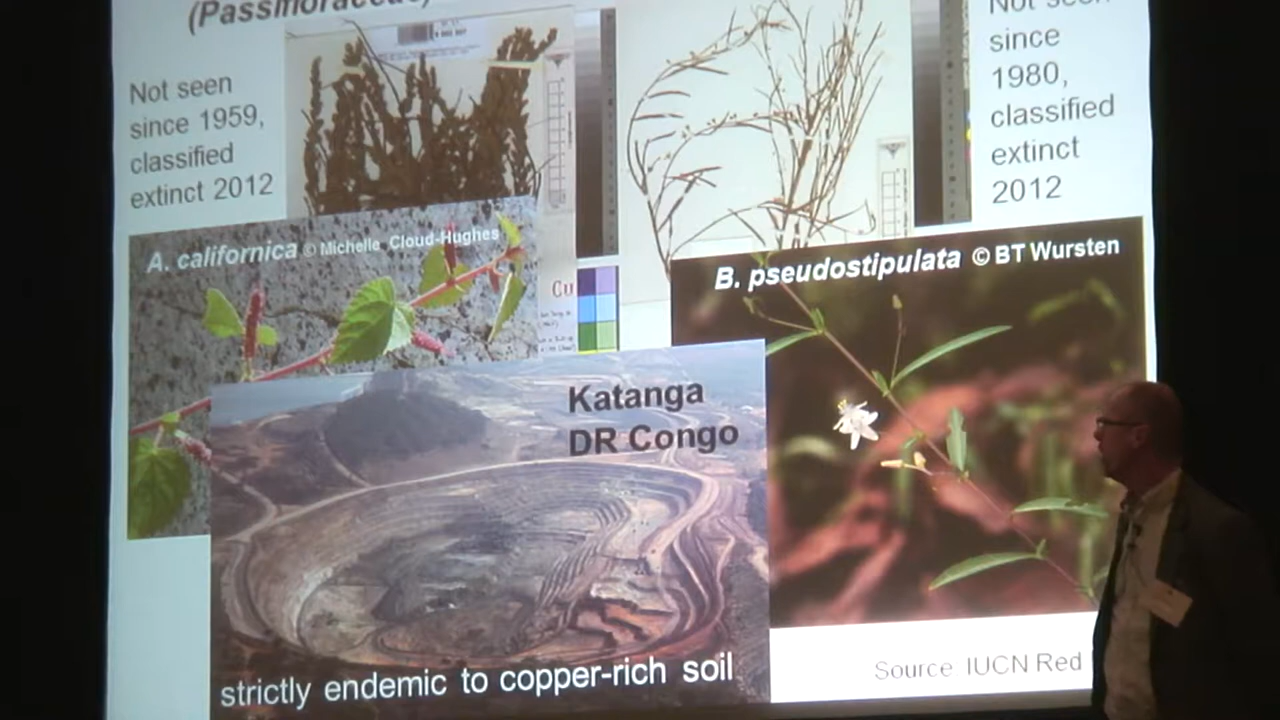 (Passifloraceae)
Not seen
since 1959,
classified
extinct 2012
Not seen
since
1980,
classified
extinct
2012
A. californica © Michelle Cloud-Hughes
Cu
B. pseudostipulata © BT Wursten
Katanga
DR Congo
strictly endemic to copper-rich soil
Source IUCN Red